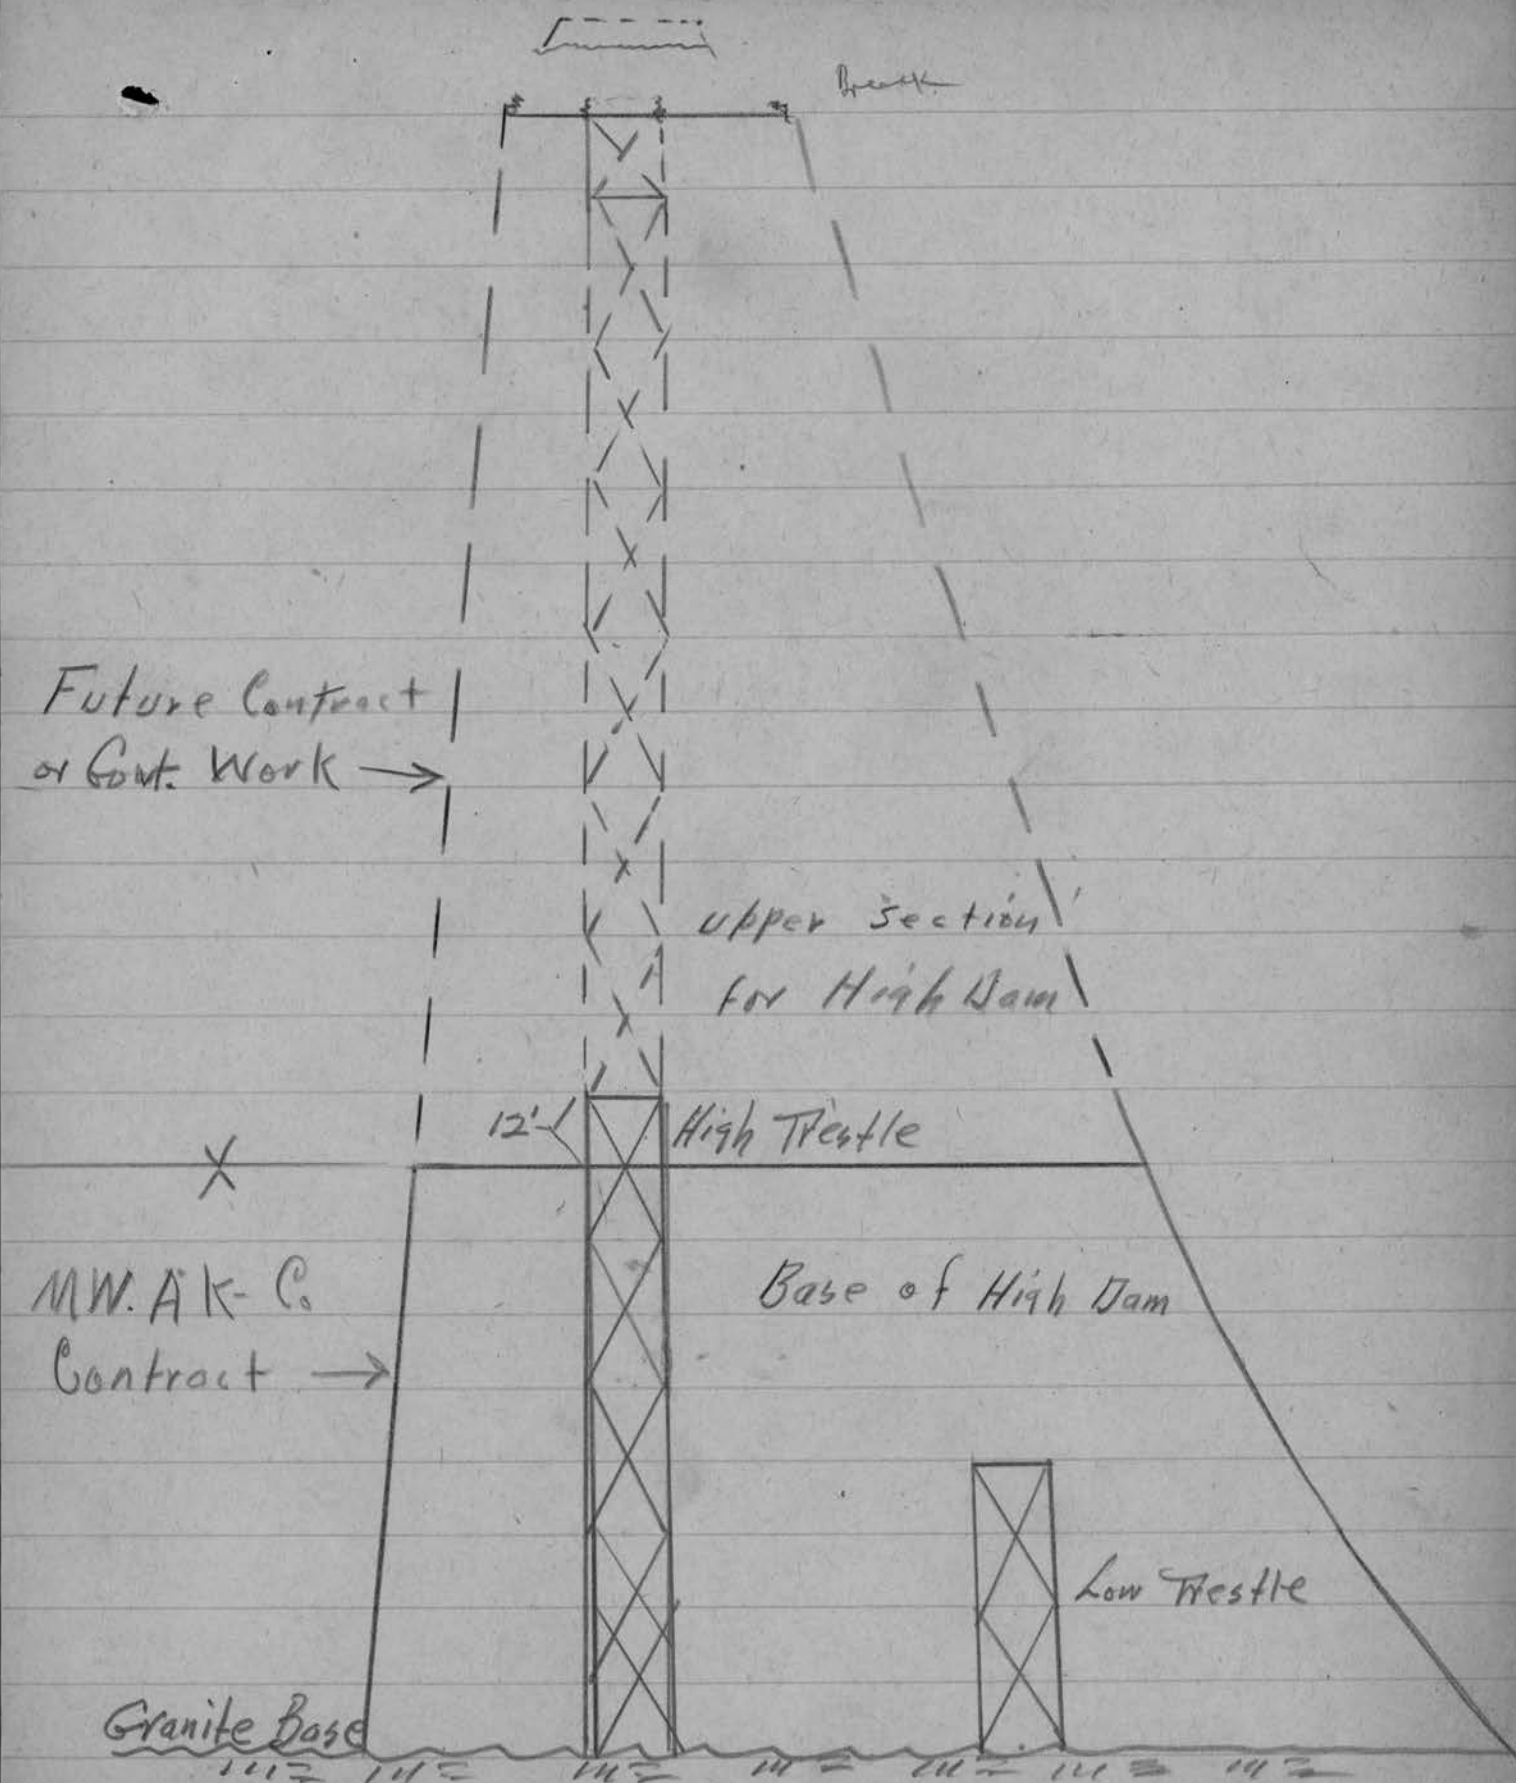 Future Contract
or Govt. Work
upper section
for High Dam
12'
High Trestle
X
M.W.A.K. Co.
Contract
Base of High Dam
Low Trestle
Granite Base